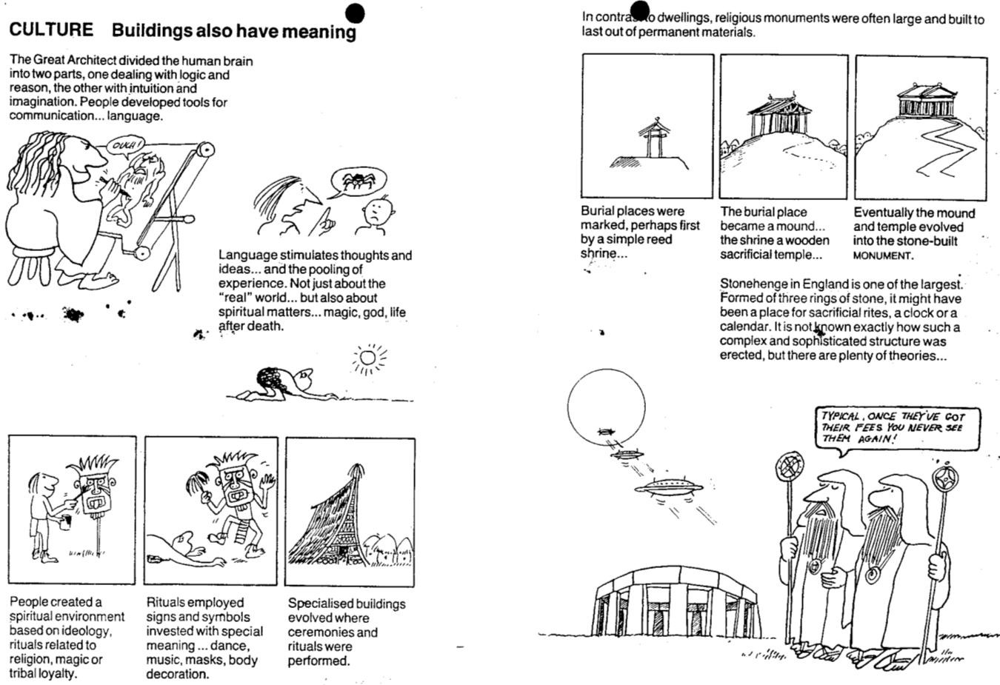 CULTURE Buildings also have meaning
The Great Architect divided the human brain
into two parts, one dealing with logic and
reason, the other with intuition and
imagination. People developed tools for
communication... language.
OUCH!
Language stimulates thoughts and
ideas... and the pooling of
experience. Not just about the
"real" world... but also about
spiritual matters... magic, god, life
after death.
People created a
spiritual environment
based on ideology,
rituals related to
religion, magic or
tribal loyalty.
Rituals employed
signs and symbols
invested with special
meaning ... dance,
music, masks, body
decoration.
Specialised buildings
evolved where
ceremonies and
rituals were
performed.
In contrast to dwellings, religious monuments were often large and built to
last out of permanent materials.
Burial places were
marked, perhaps first
by a simple reed
shrine...
The burial place
became a mound...
the shrine a wooden
sacrificial temple...
Eventually the mound
and temple evolved
into the stone-built
MONUMENT.
Stonehenge in England is one of the largest.
Formed of three rings of stone, it might have
been a place for sacrificial rites, a clock or a
calendar. It is not known exactly how such a
complex and sophisticated structure was
erected, but there are plenty of theories...
TYPICAL, ONCE THEY'VE GOT
THEIR FEES YOU NEVER SEE
THEM AGAIN!